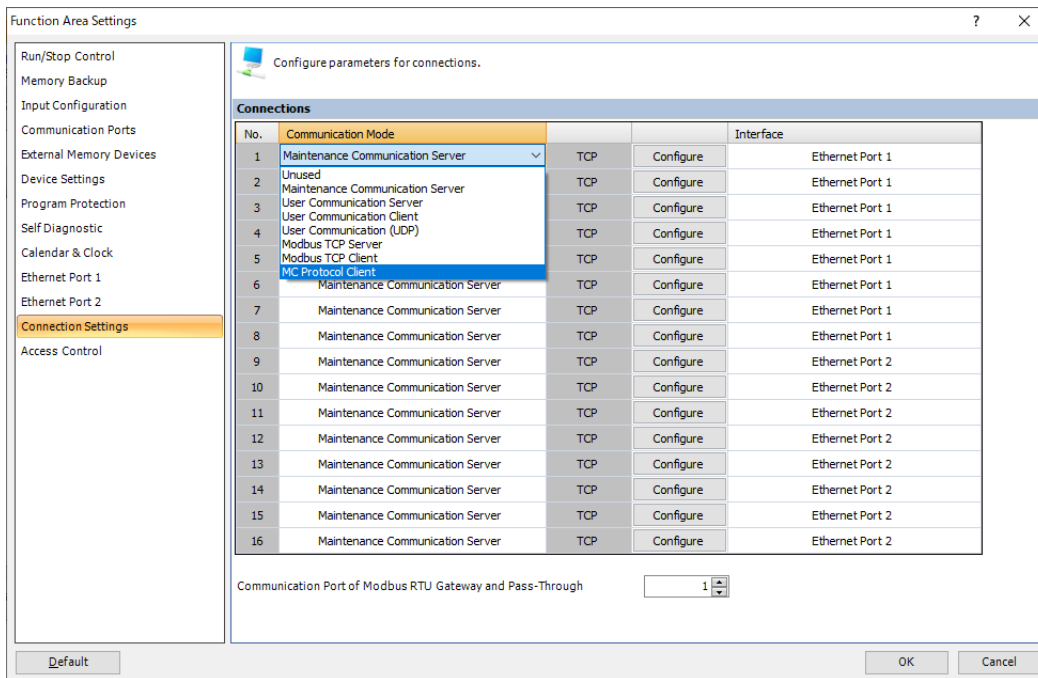 Function Area Settings ? ×
Run/Stop Control
Memory Backup
Input Configuration
Communication Ports
External Memory Devices
Device Settings
Program Protection
Self Diagnostic
Calendar & Clock
Ethernet Port 1
Ethernet Port 2
Connection Settings
Access Control
Configure parameters for connections.
Connections
No. Communication Mode Interface
1 Maintenance Communication Server TCP Configure Ethernet Port 1
Unused
Maintenance Communication Server
User Communication Server
User Communication Client
User Communication (UDP)
Modbus TCP Server
Modbus TCP Client
MC Protocol Client
2 TCP Configure Ethernet Port 1
3 TCP Configure Ethernet Port 1
4 TCP Configure Ethernet Port 1
5 TCP Configure Ethernet Port 1
6 Maintenance Communication Server TCP Configure Ethernet Port 1
7 Maintenance Communication Server TCP Configure Ethernet Port 1
8 Maintenance Communication Server TCP Configure Ethernet Port 1
9 Maintenance Communication Server TCP Configure Ethernet Port 2
10 Maintenance Communication Server TCP Configure Ethernet Port 2
11 Maintenance Communication Server TCP Configure Ethernet Port 2
12 Maintenance Communication Server TCP Configure Ethernet Port 2
13 Maintenance Communication Server TCP Configure Ethernet Port 2
14 Maintenance Communication Server TCP Configure Ethernet Port 2
15 Maintenance Communication Server TCP Configure Ethernet Port 2
16 Maintenance Communication Server TCP Configure Ethernet Port 2
Communication Port of Modbus RTU Gateway and Pass-Through 1
Default OK Cancel